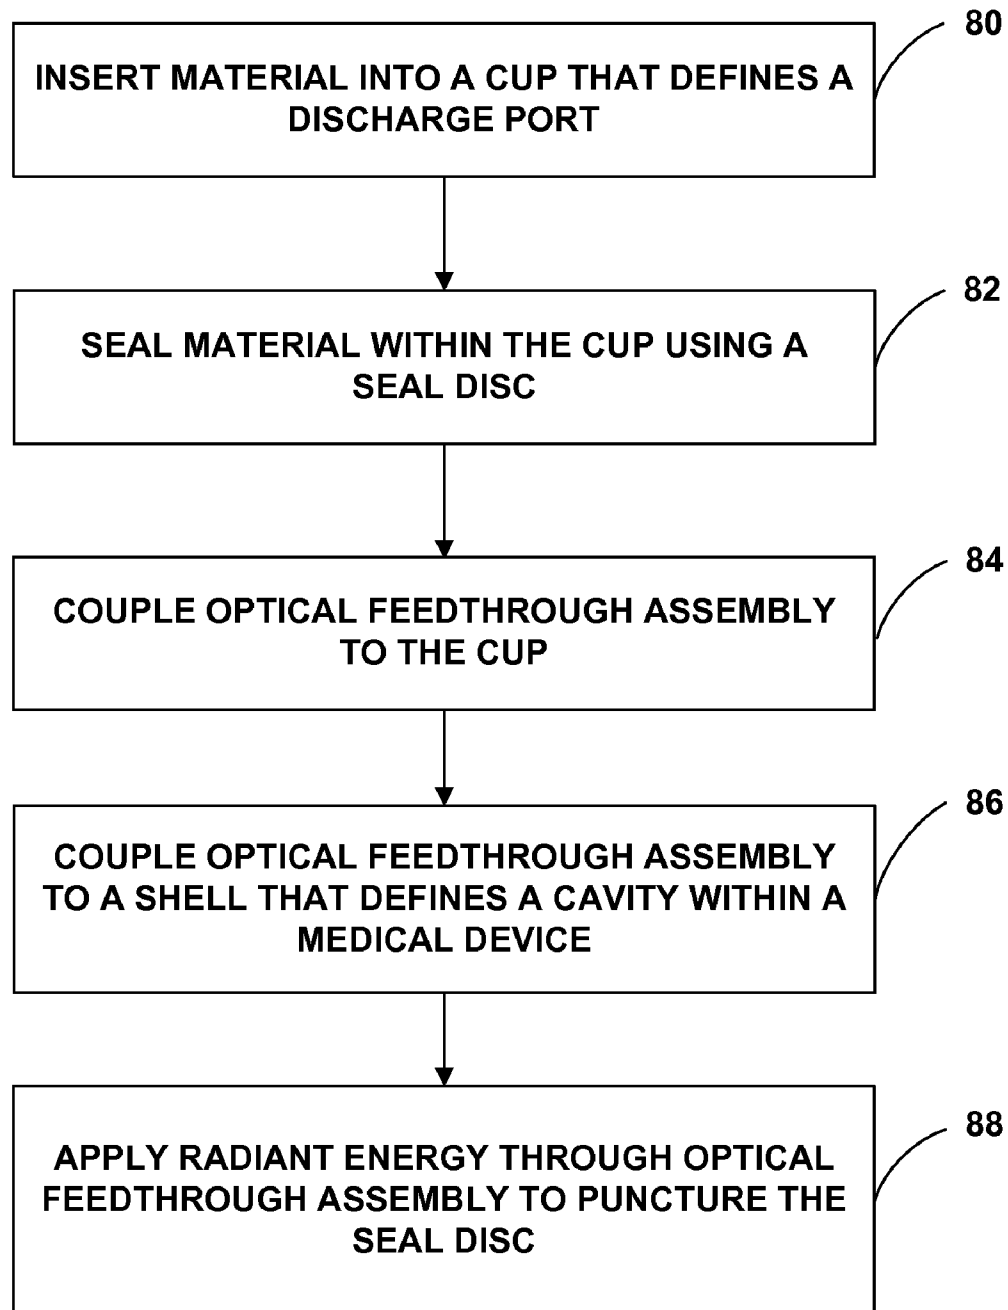 80
INSERT MATERIAL INTO A CUP THAT DEFINES A
DISCHARGE PORT
82
SEAL MATERIAL WITHIN THE CUP USING A
SEAL DISC
84
COUPLE OPTICAL FEEDTHROUGH ASSEMBLY
TO THE CUP
86
COUPLE OPTICAL FEEDTHROUGH ASSEMBLY
TO A SHELL THAT DEFINES A CAVITY WITHIN A
MEDICAL DEVICE
88
APPLY RADIANT ENERGY THROUGH OPTICAL
FEEDTHROUGH ASSEMBLY TO PUNCTURE THE
SEAL DISC